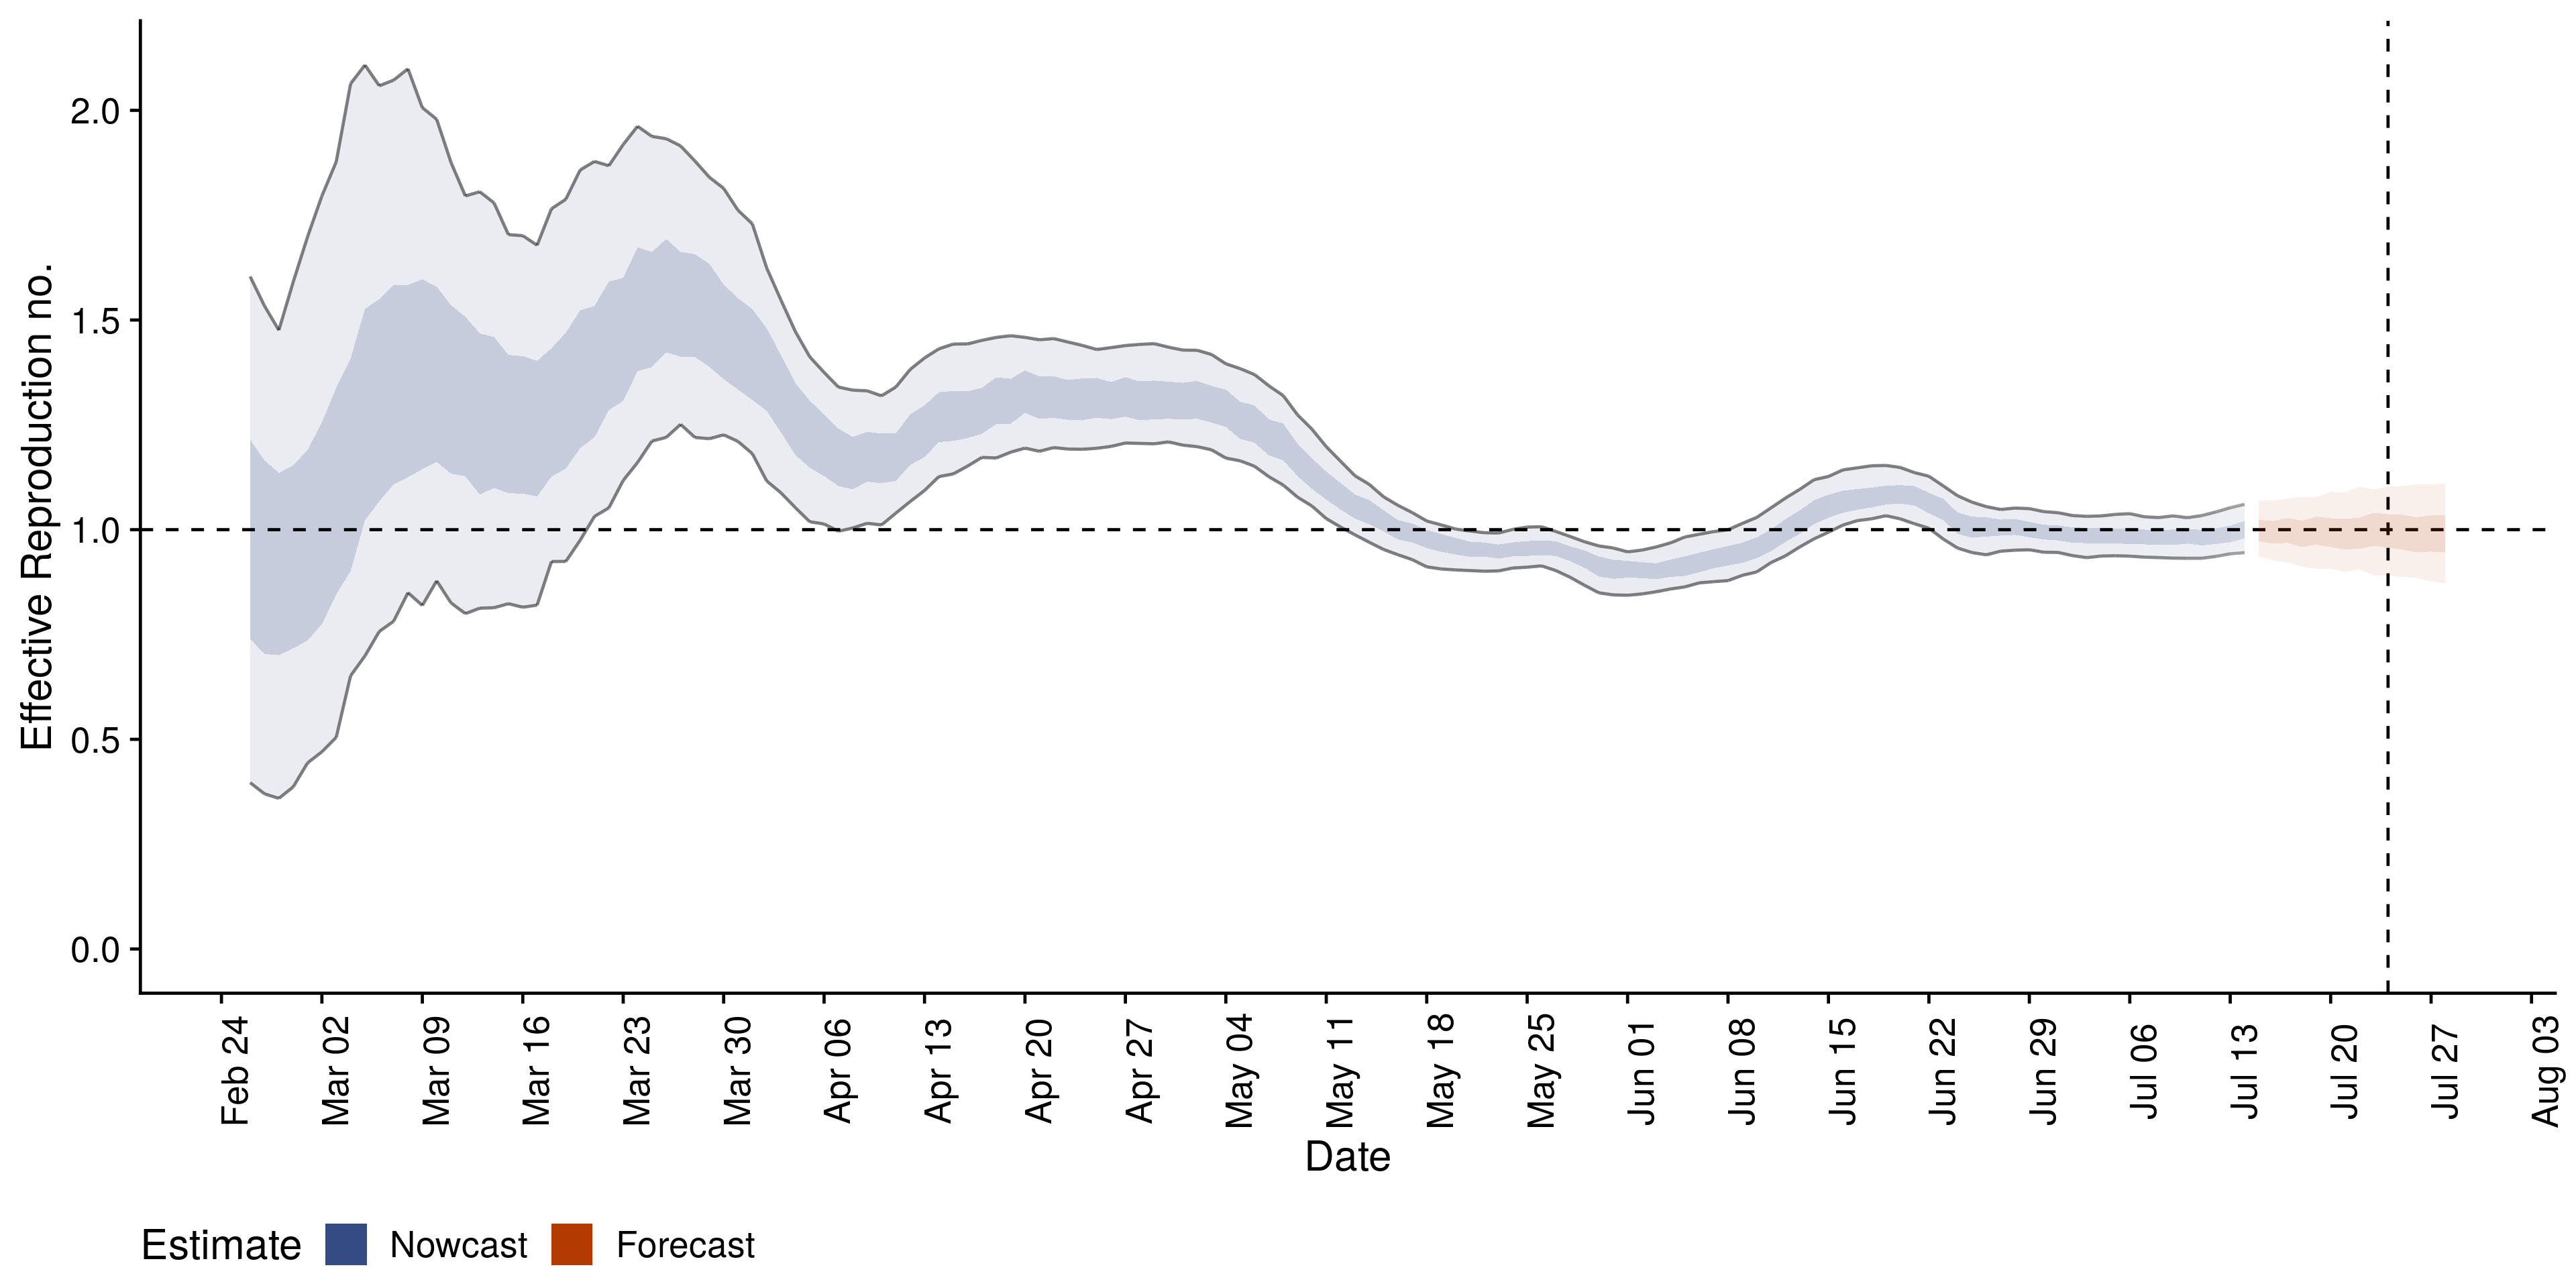 Effective Reproduction no.
2.0
1.5
1.0
0.5
0.0
Feb 24
Mar 02
Mar 09
Mar 16
Mar 23
Mar 30
Apr 06
Apr 13
Apr 20
Apr 27
May 04
May 11
May 18
May 25
Jun 01
Jun 08
Jun 15
Jun 22
Jun 29
Jul 06
Jul 13
Jul 20
Jul 27
Aug 03
Date
Estimate Nowcast Forecast